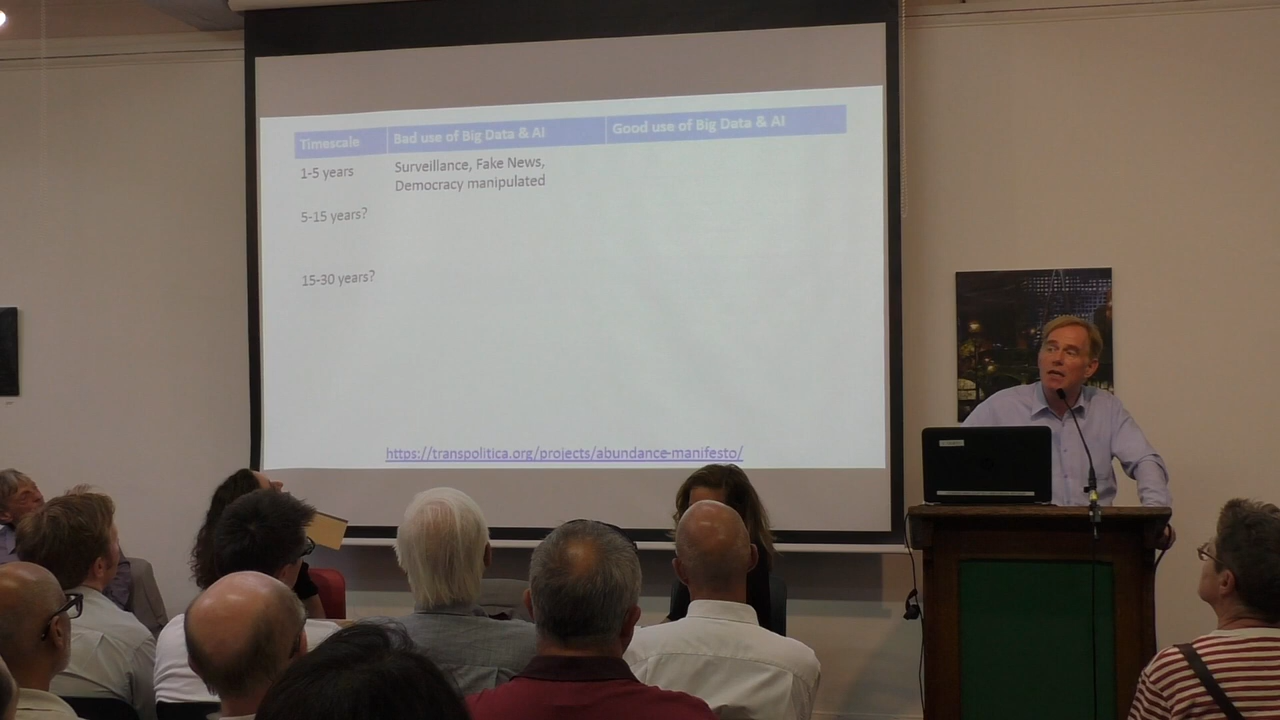 Timescale Bad use of Big Data & AI Good use of Big Data & AI
1-5 years Surveillance, Fake News,
Democracy manipulated
5-15 years?
15-30 years?
https://transpolitica.org/projects/abundance-manifesto/